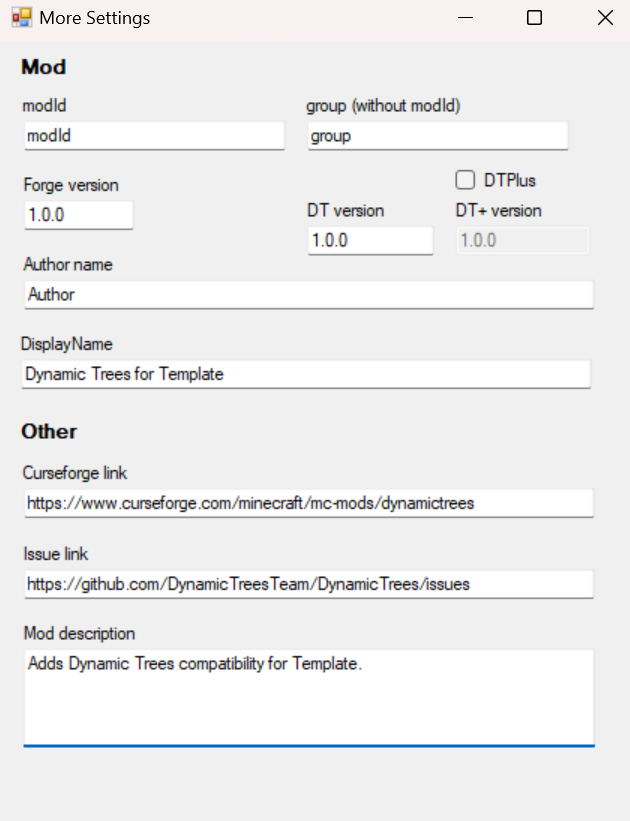 More Settings
Mod
modId
group (without modId)
modId
group
Forge version
DTPlus
1.0.0
DT version
DT+ version
1.0.0
1.0.0
Author name
Author
DisplayName
Dynamic Trees for Template
Other
Curseforge link
https://www.curseforge.com/minecraft/mc-mods/dynamictrees
Issue link
https://github.com/DynamicTreesTeam/DynamicTrees/issues
Mod description
Adds Dynamic Trees compatibility for Template.